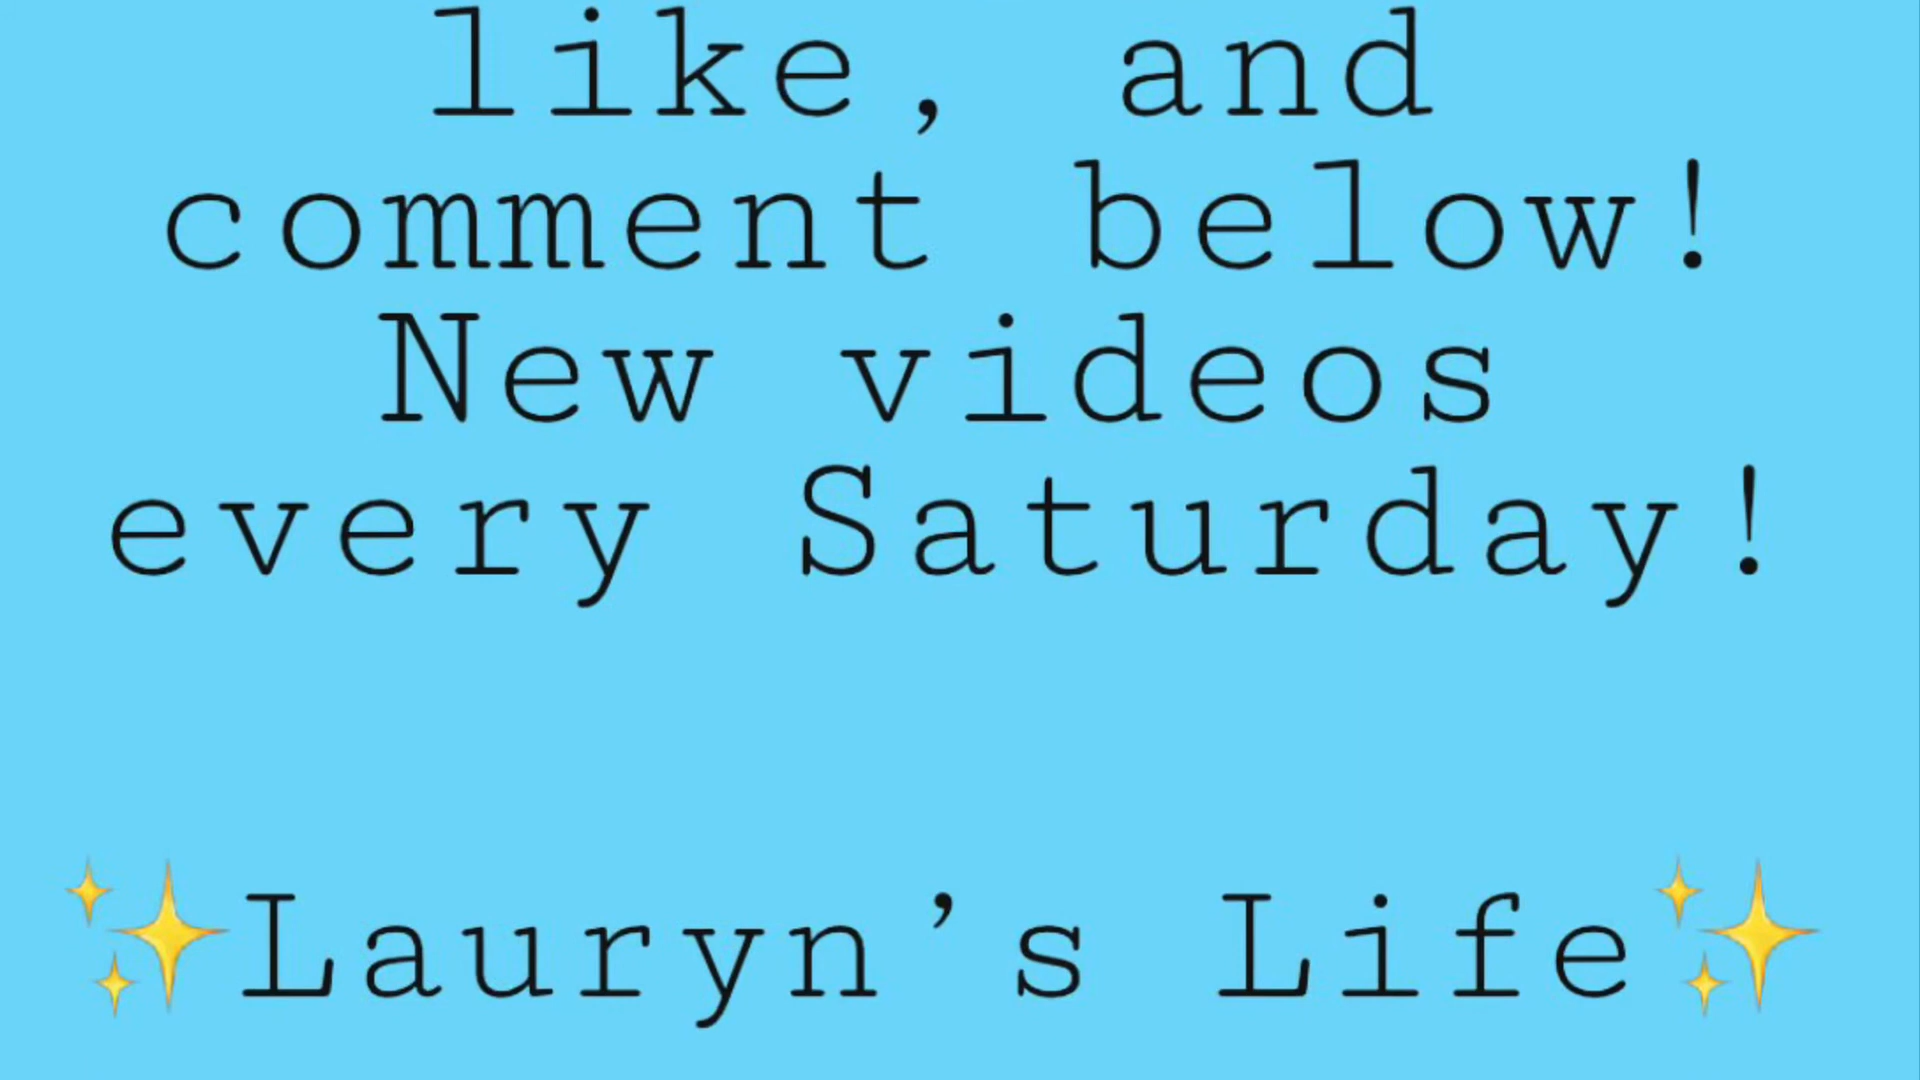 like, and
comment below!
New videos
every Saturday!
✨Lauryn’s Life✨